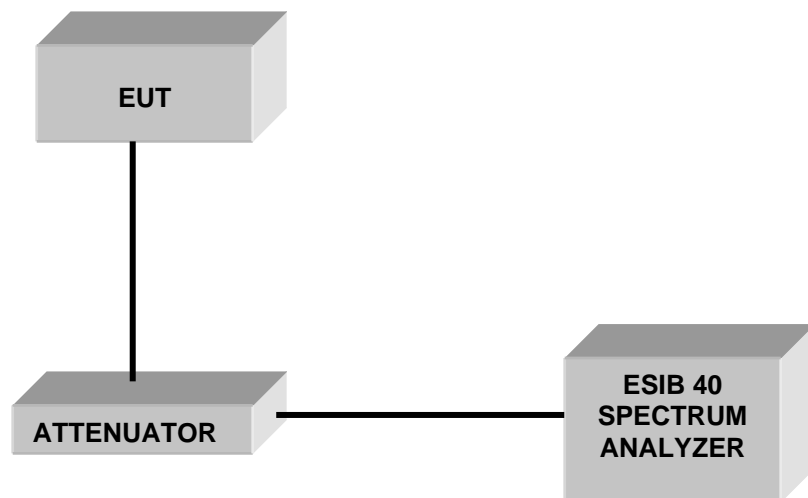 EUT
ATTENUATOR
ESIB 40
SPECTRUM
ANALYZER